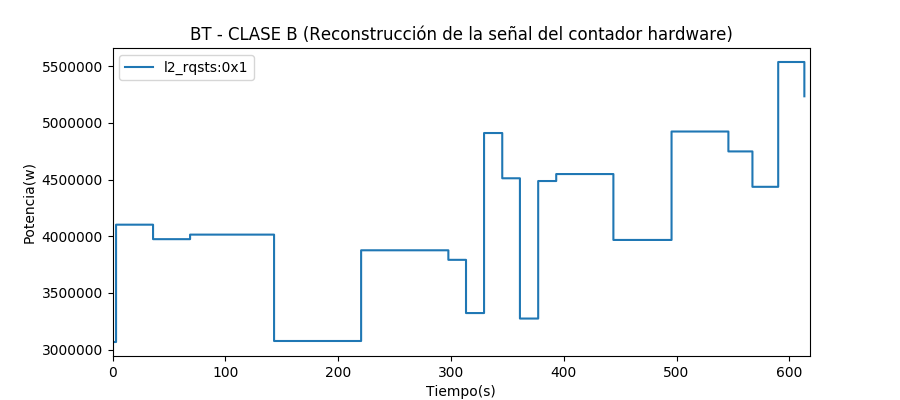 BT - CLASE B (Reconstrucción de la señal del contador hardware)
l2_rqsts:0x1
Potencia(w)
5500000
5000000
4500000
4000000
3500000
3000000
0 100 200 300 400 500 600
Tiempo(s)